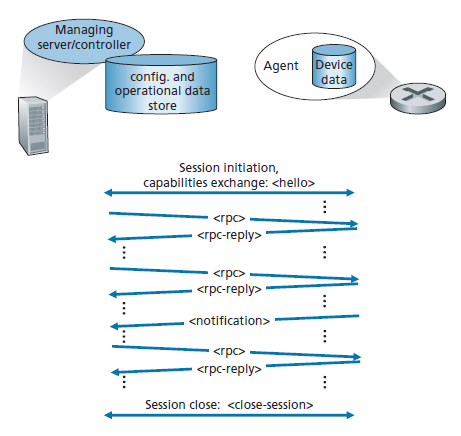 Managing
server/controller
config. and
operational data
store
Agent
Device
data
Session initiation,
capabilities exchange: <hello>
<rpc>
<rpc-reply>
<rpc>
<rpc-reply>
<notification>
<rpc>
<rpc-reply>
Session close: <close-session>